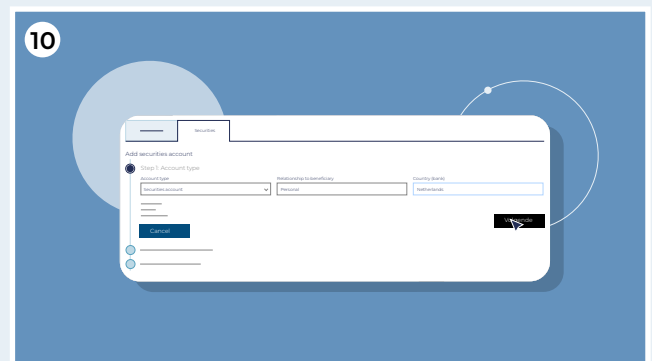 10
Securities
Add securities account
Step 1: Account type
Account type Relationship to beneficiary Country (bank)
Securities account Personal Netherlands
Volgende
Cancel